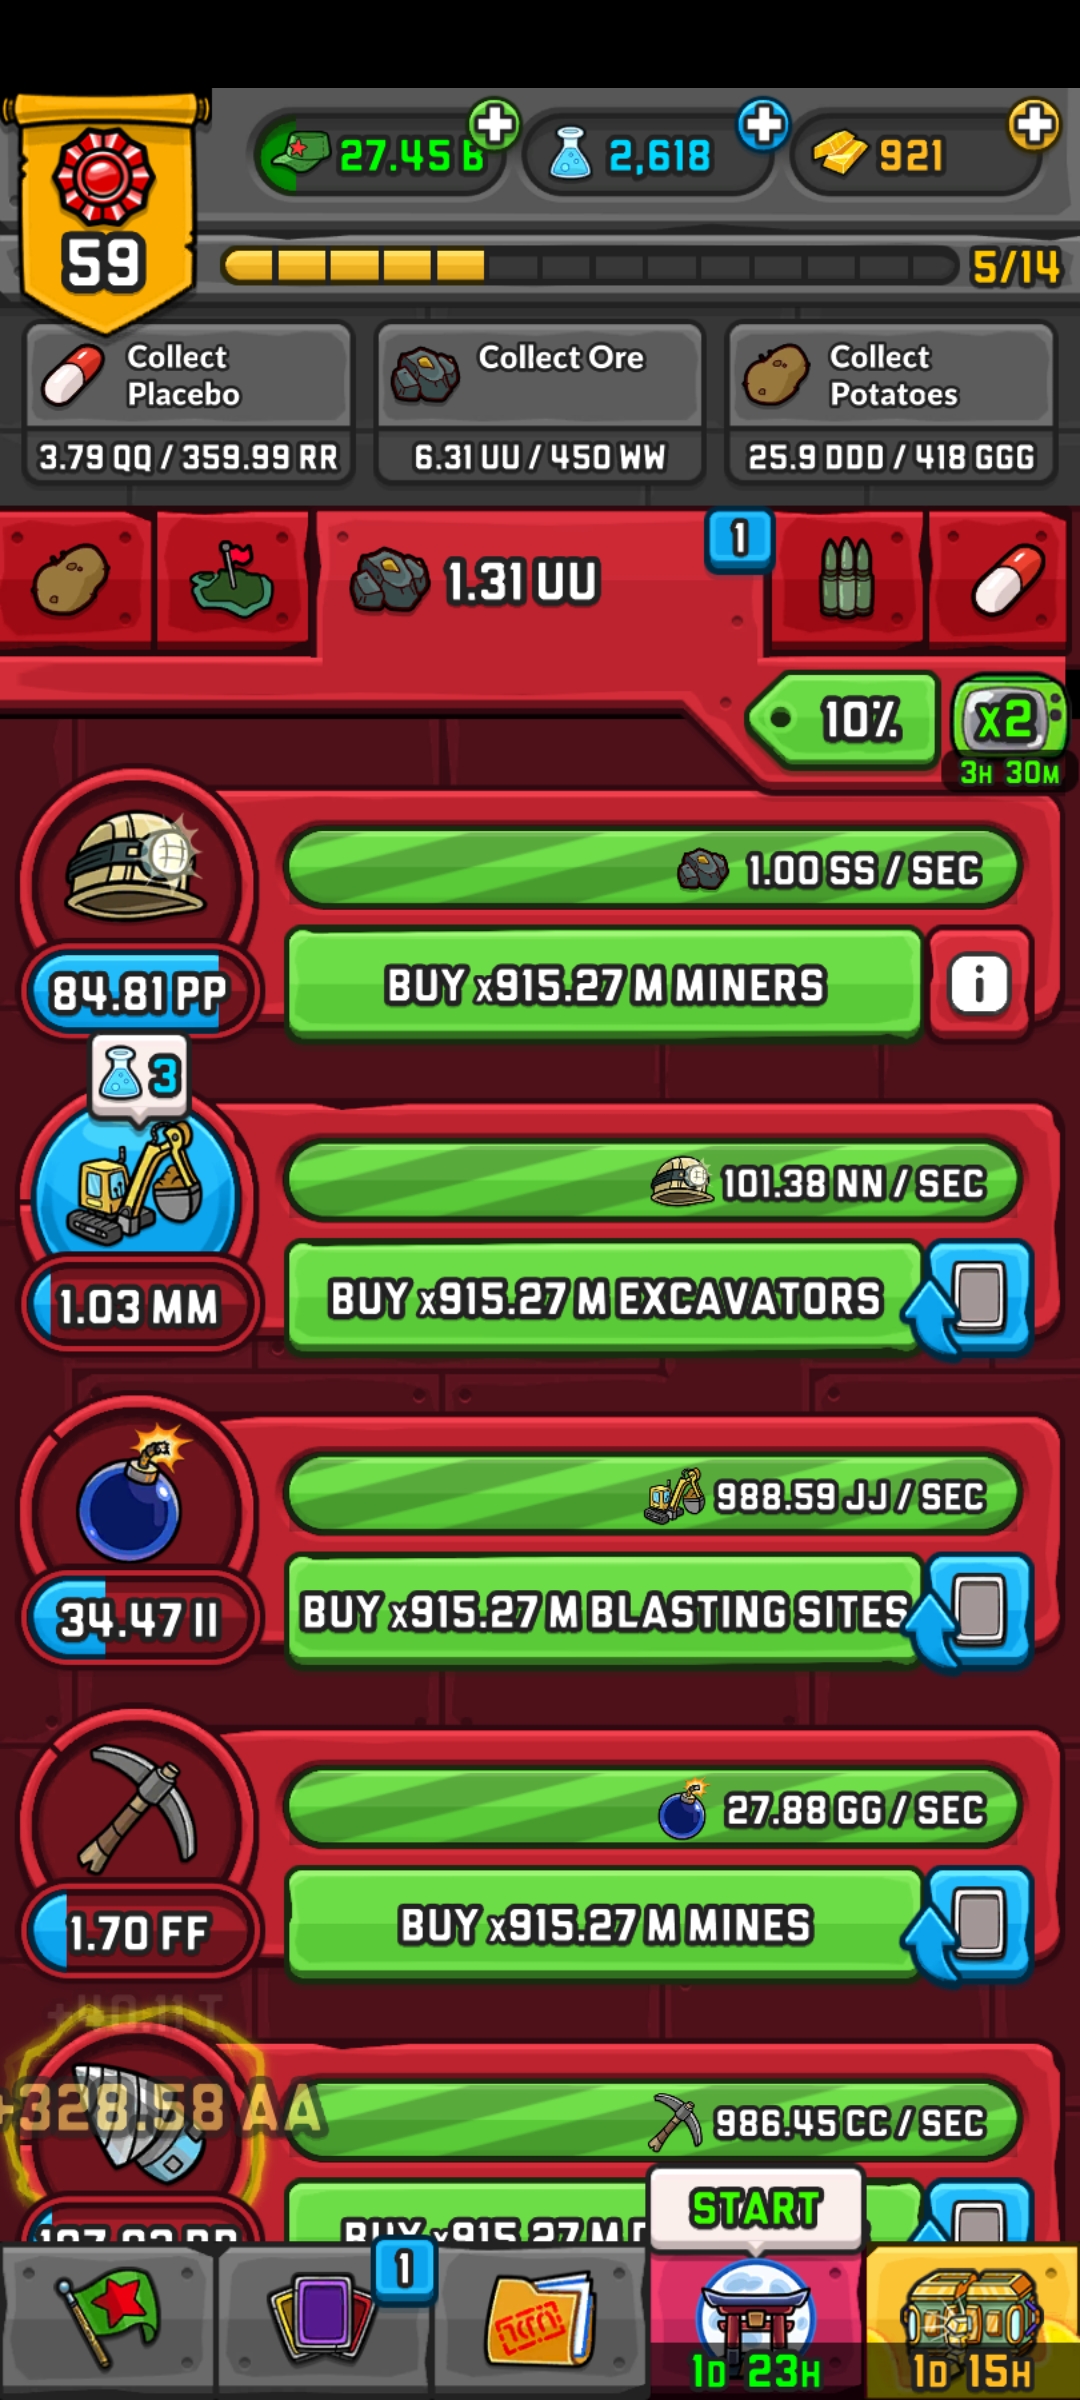 27.45 B
2,618
921
59
5/14
Collect
Placebo
3.79 QQ / 359.99 RR
Collect Ore
6.31 UU / 450 WW
Collect
Potatoes
25.9 DDD / 418 GGG
1.31 UU
1
10%
x2
3H 30M
1.00 SS / SEC
84.81 PP
BUY x915.27 M MINERS
i
3
101.38 NN / SEC
1.03 MM
BUY x915.27 M EXCAVATORS
988.59 JJ / SEC
34.47 II
BUY x915.27 M BLASTING SITES
27.88 GG / SEC
1.70 FF
BUY x915.27 M MINES
+328.58 AA
986.45 CC / SEC
BUY x915.27 M
START
1
1D 23H
1D 15H